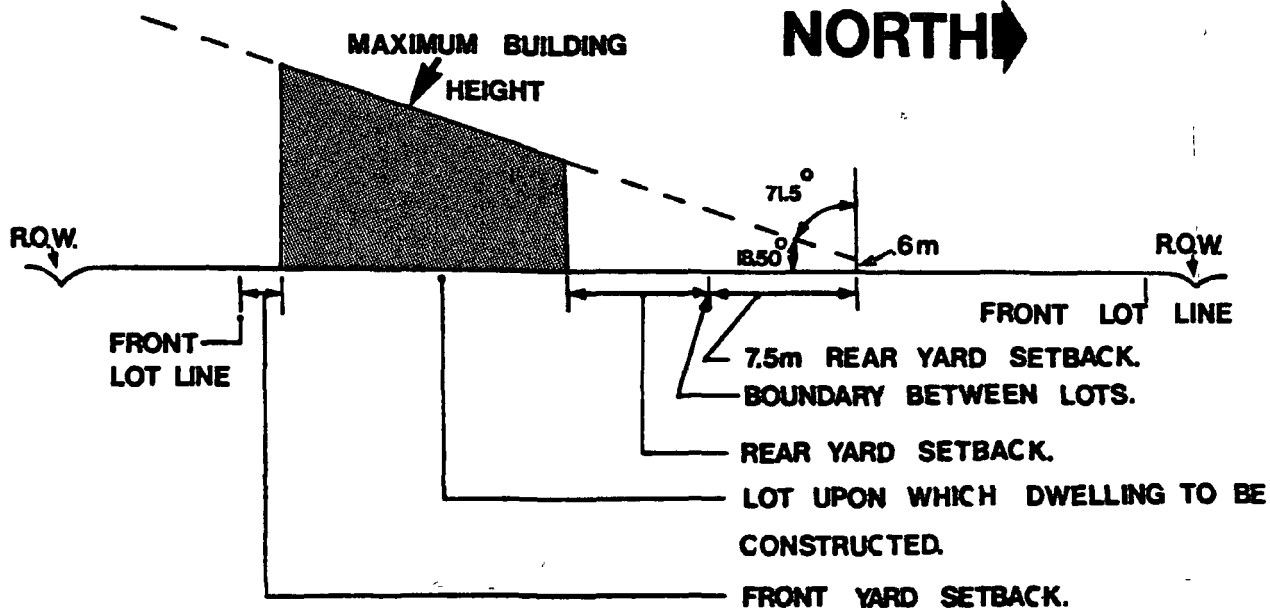 NORTH
MAXIMUM BUILDING
HEIGHT
71.5°
18.50°
.6m
R.O.W.
R.O.W.
FRONT LOT LINE
FRONT
LOT LINE
7.5m REAR YARD SETBACK.
BOUNDARY BETWEEN LOTS.
REAR YARD SETBACK.
LOT UPON WHICH DWELLING TO BE
CONSTRUCTED.
FRONT YARD SETBACK.